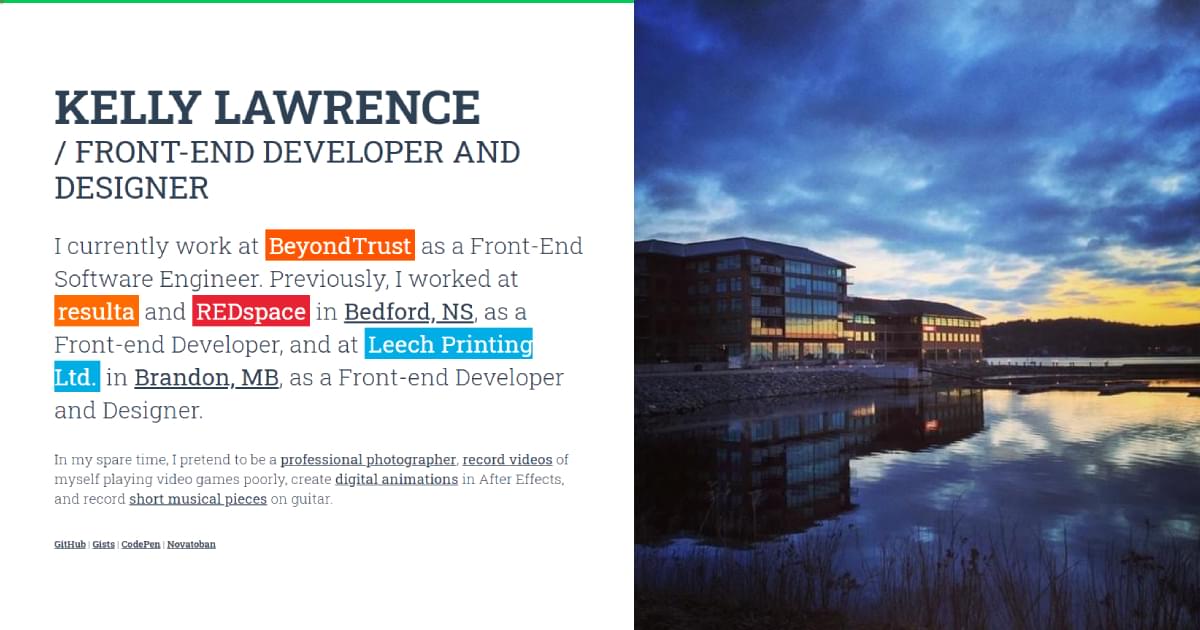 KELLY LAWRENCE
/ FRONT-END DEVELOPER AND
DESIGNER
I currently work at BeyondTrust as a Front-End
Software Engineer. Previously, I worked at
resulta and REDspace in Bedford, NS, as a
Front-end Developer, and at Leech Printing
Ltd. in Brandon, MB, as a Front-end Developer
and Designer.
In my spare time, I pretend to be a professional photographer, record videos of
myself playing video games poorly, create digital animations in After Effects,
and record short musical pieces on guitar.
GitHub | Gists | CodePen | Novatoban